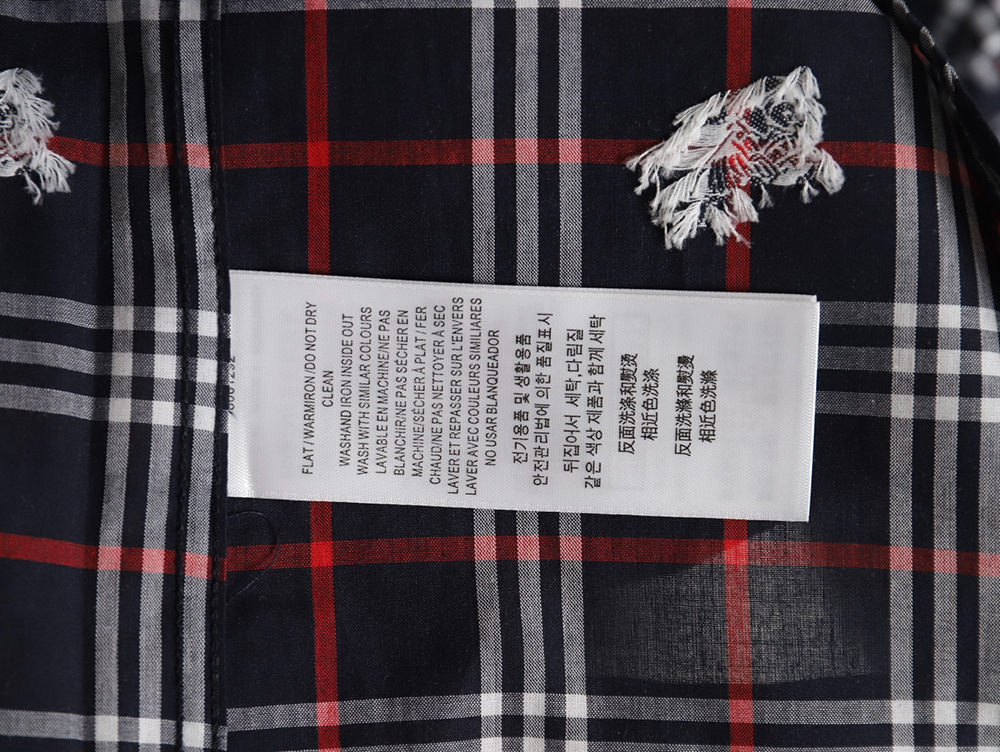 FLAT/WARMIRON/DO NOT DRY
CLEAN
WASHAND IRON INSIDE OUT
WASH WITH SIMILAR COLOURS
LAVABLE EN MACHINE/NE PAS
BLANCHIR/NE PAS SÉCHER EN
MACHINE/SÉCHER À PLAT/FER
CHAUD/NE PAS NETTOYER À SEC
LAVER ET REPASSER SUR L'ENVERS
LAVER AVEC COULEURS SIMILIARES
NO USAR BLANQUEADOR
전기용품 및 생활용품
안전관리법에 의한 품질표시
뒤집어서 세탁,다림질
같은 색상 제품과 함께 세탁
反面洗涤和熨烫
相近色洗涤
反面洗滌和熨燙
相近色洗滌